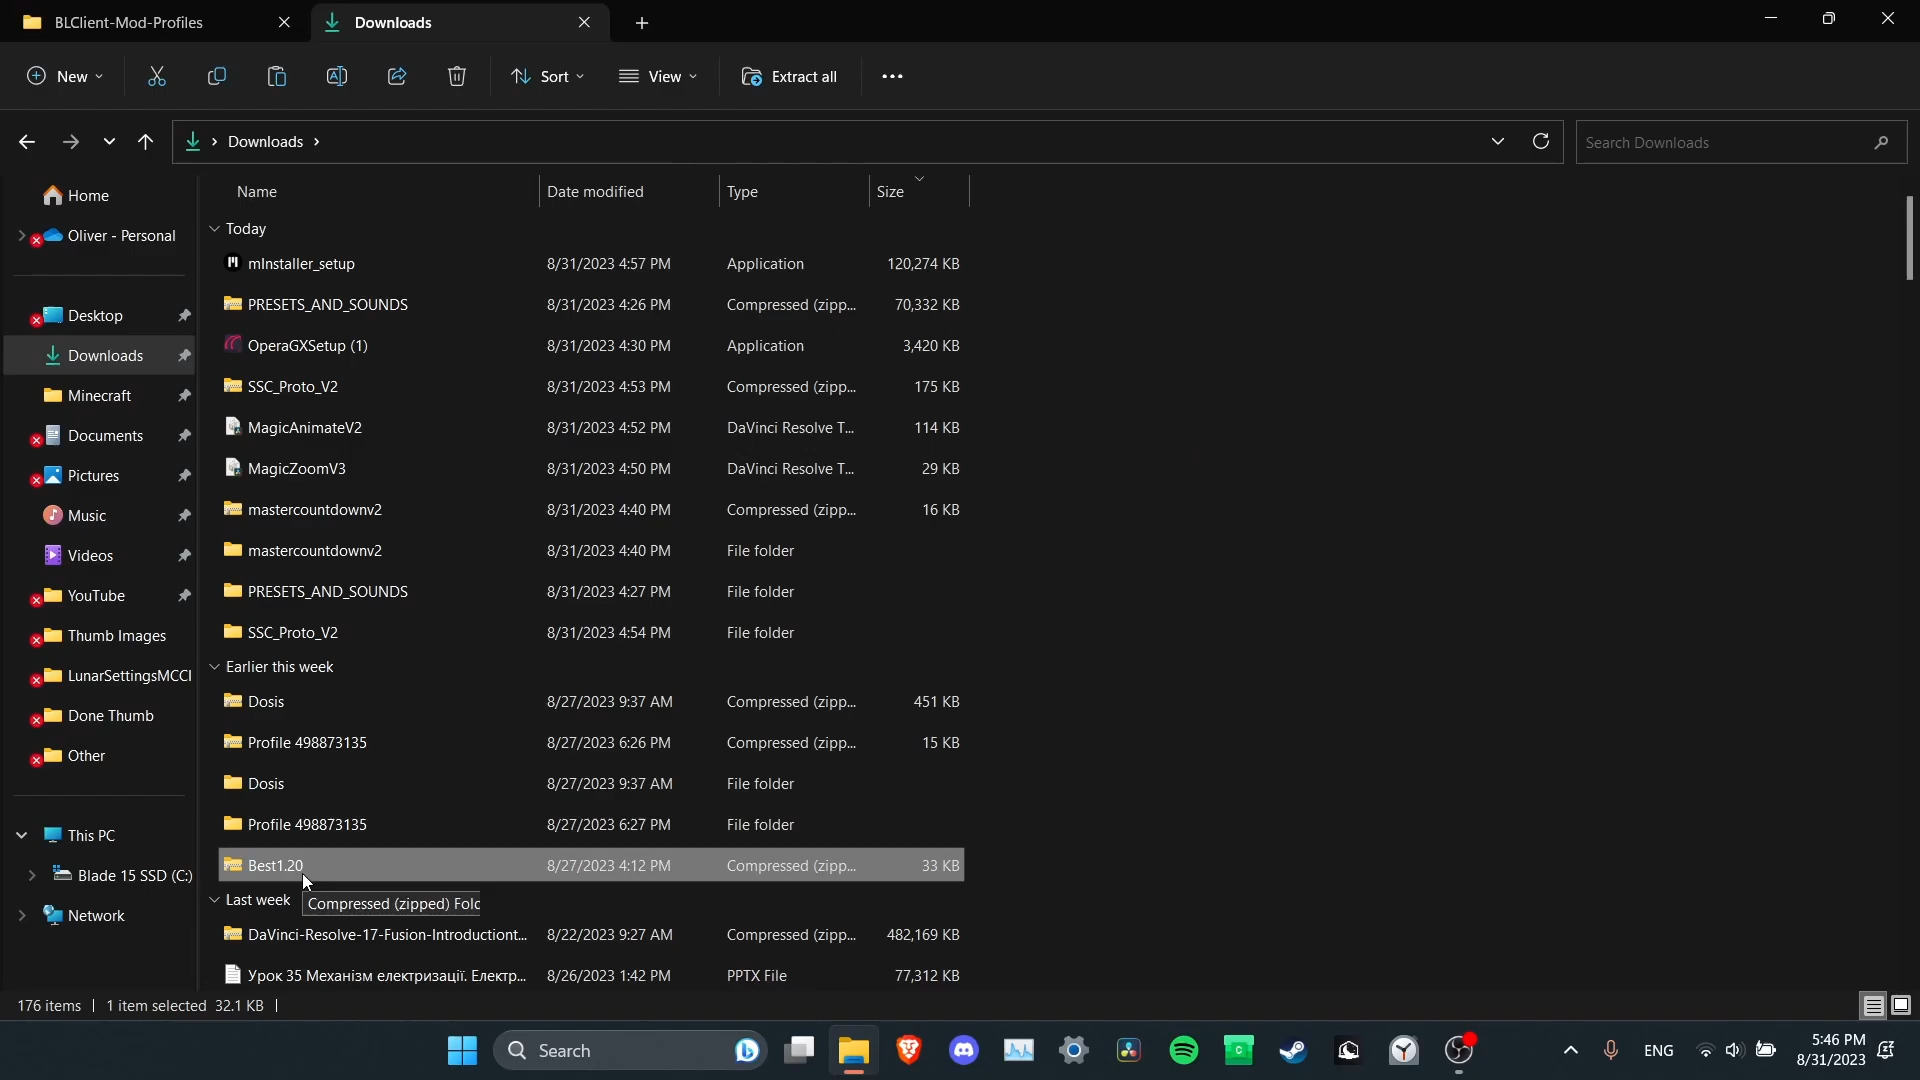 BLClient-Mod-Profiles
Downloads
New
Sort
View
Extract all
Downloads
Search Downloads
Name Date modified Type Size
Home
Oliver - Personal
Desktop
Downloads
Minecraft
Documents
Pictures
Music
Videos
YouTube
Thumb Images
LunarSettingsMCCI
Done Thumb
Other
This PC
Blade 15 SSD (C:)
Network
Today
mInstaller_setup 8/31/2023 4:57 PM Application 120,274 KB
PRESETS_AND_SOUNDS 8/31/2023 4:26 PM Compressed (zipp... 70,332 KB
OperaGXSetup (1) 8/31/2023 4:30 PM Application 3,420 KB
SSC_Proto_V2 8/31/2023 4:53 PM Compressed (zipp... 175 KB
MagicAnimateV2 8/31/2023 4:52 PM DaVinci Resolve T... 114 KB
MagicZoomV3 8/31/2023 4:50 PM DaVinci Resolve T... 29 KB
mastercountdownv2 8/31/2023 4:40 PM Compressed (zipp... 16 KB
mastercountdownv2 8/31/2023 4:40 PM File folder
PRESETS_AND_SOUNDS 8/31/2023 4:27 PM File folder
SSC_Proto_V2 8/31/2023 4:54 PM File folder
Earlier this week
Dosis 8/27/2023 9:37 AM Compressed (zipp... 451 KB
Profile 498873135 8/27/2023 6:26 PM Compressed (zipp... 15 KB
Dosis 8/27/2023 9:37 AM File folder
Profile 498873135 8/27/2023 6:27 PM File folder
Best1.20 8/27/2023 4:12 PM Compressed (zipp... 33 KB
Last week
Compressed (zipped) Fol
DaVinci-Resolve-17-Fusion-Introductiont... 8/22/2023 9:27 AM Compressed (zipp... 482,169 KB
Урок 35 Механізм електризації. Електр... 8/26/2023 1:42 PM PPTX File 77,312 KB
176 items 1 item selected 32.1 KB
Search
ENG
5:46 PM
8/31/2023